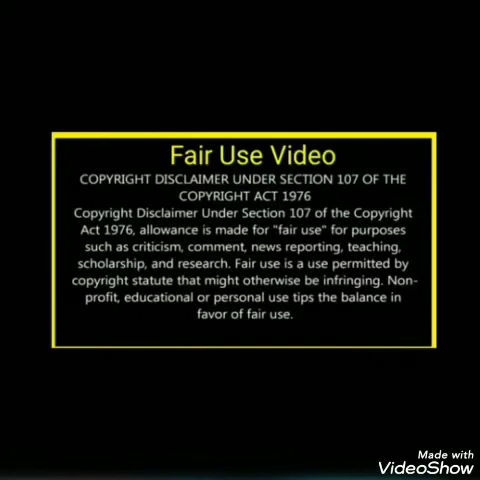 Fair Use Video
COPYRIGHT DISCLAIMER UNDER SECTION 107 OF THE
COPYRIGHT ACT 1976
Copyright Disclaimer Under Section 107 of the Copyright
Act 1976, allowance is made for "fair use" for purposes
such as criticism, comment, news reporting, teaching,
scholarship, and research. Fair use is a use permitted by
copyright statute that might otherwise be infringing. Non-
profit, educational or personal use tips the balance in
favor of fair use.
Made with
VideoShow